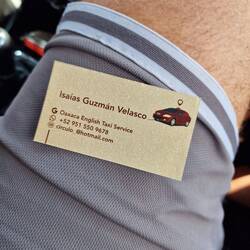 Isaías Guzmán Velasco
Oaxaca English Taxi Service
+52 951 550 9678
circulo_@hotmail.com